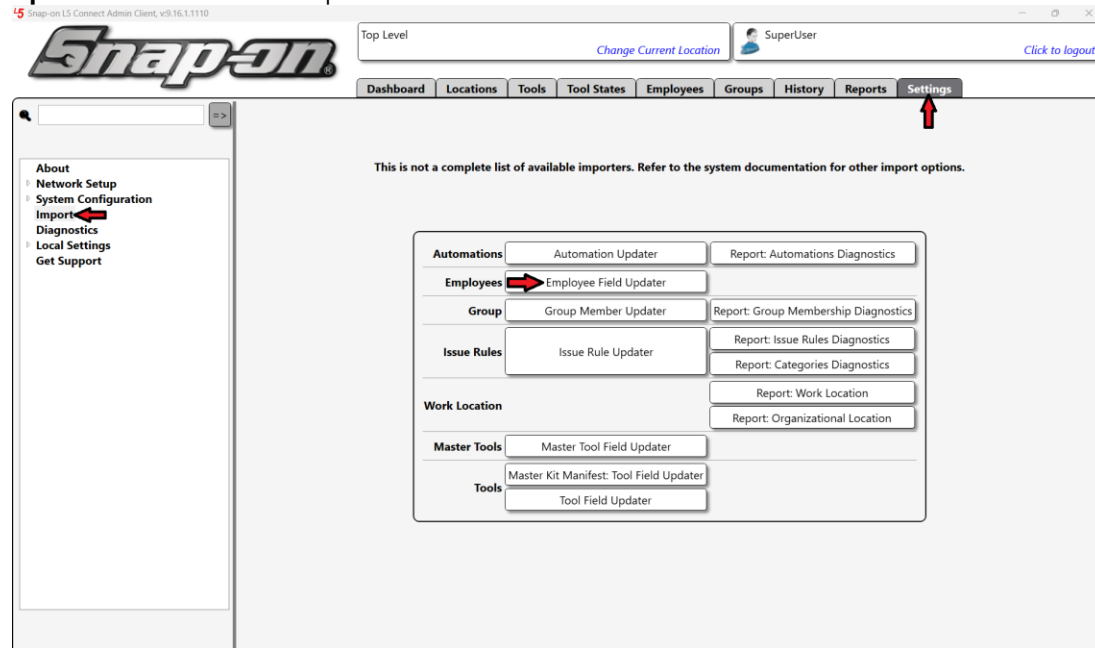 Snap-on L5 Connect Admin Client, v:9.16.1.1110
Snap-on
Top Level
Change Current Location
SuperUser
Click to logout
Dashboard Locations Tools Tool States Employees Groups History Reports Settings
=>
About
Network Setup
System Configuration
Import
Diagnostics
Local Settings
Get Support
This is not a complete list of available importers. Refer to the system documentation for other import options.
Automations Automation Updater Report: Automations Diagnostics
Employees Employee Field Updater
Group Group Member Updater Report: Group Membership Diagnostics
Issue Rules Issue Rule Updater Report: Issue Rules Diagnostics
Report: Categories Diagnostics
Work Location Report: Work Location
Report: Organizational Location
Master Tools Master Tool Field Updater
Tools Master Kit Manifest: Tool Field Updater
Tool Field Updater